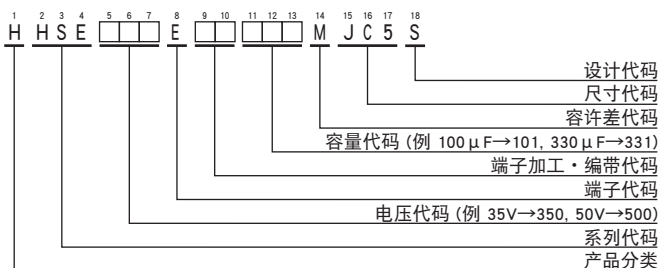 1 2 3 4 5 6 7 8 9 10 11 12 13 14 15 16 17 18
H HSE □□□ E □□ □□□ M JC5 S
设计代码
尺寸代码
容许差代码
容量代码 (例 100μF→101, 330μF→331)
端子加工・编带代码
端子代码
电压代码 (例 35V→350, 50V→500)
系列代码
产品分类